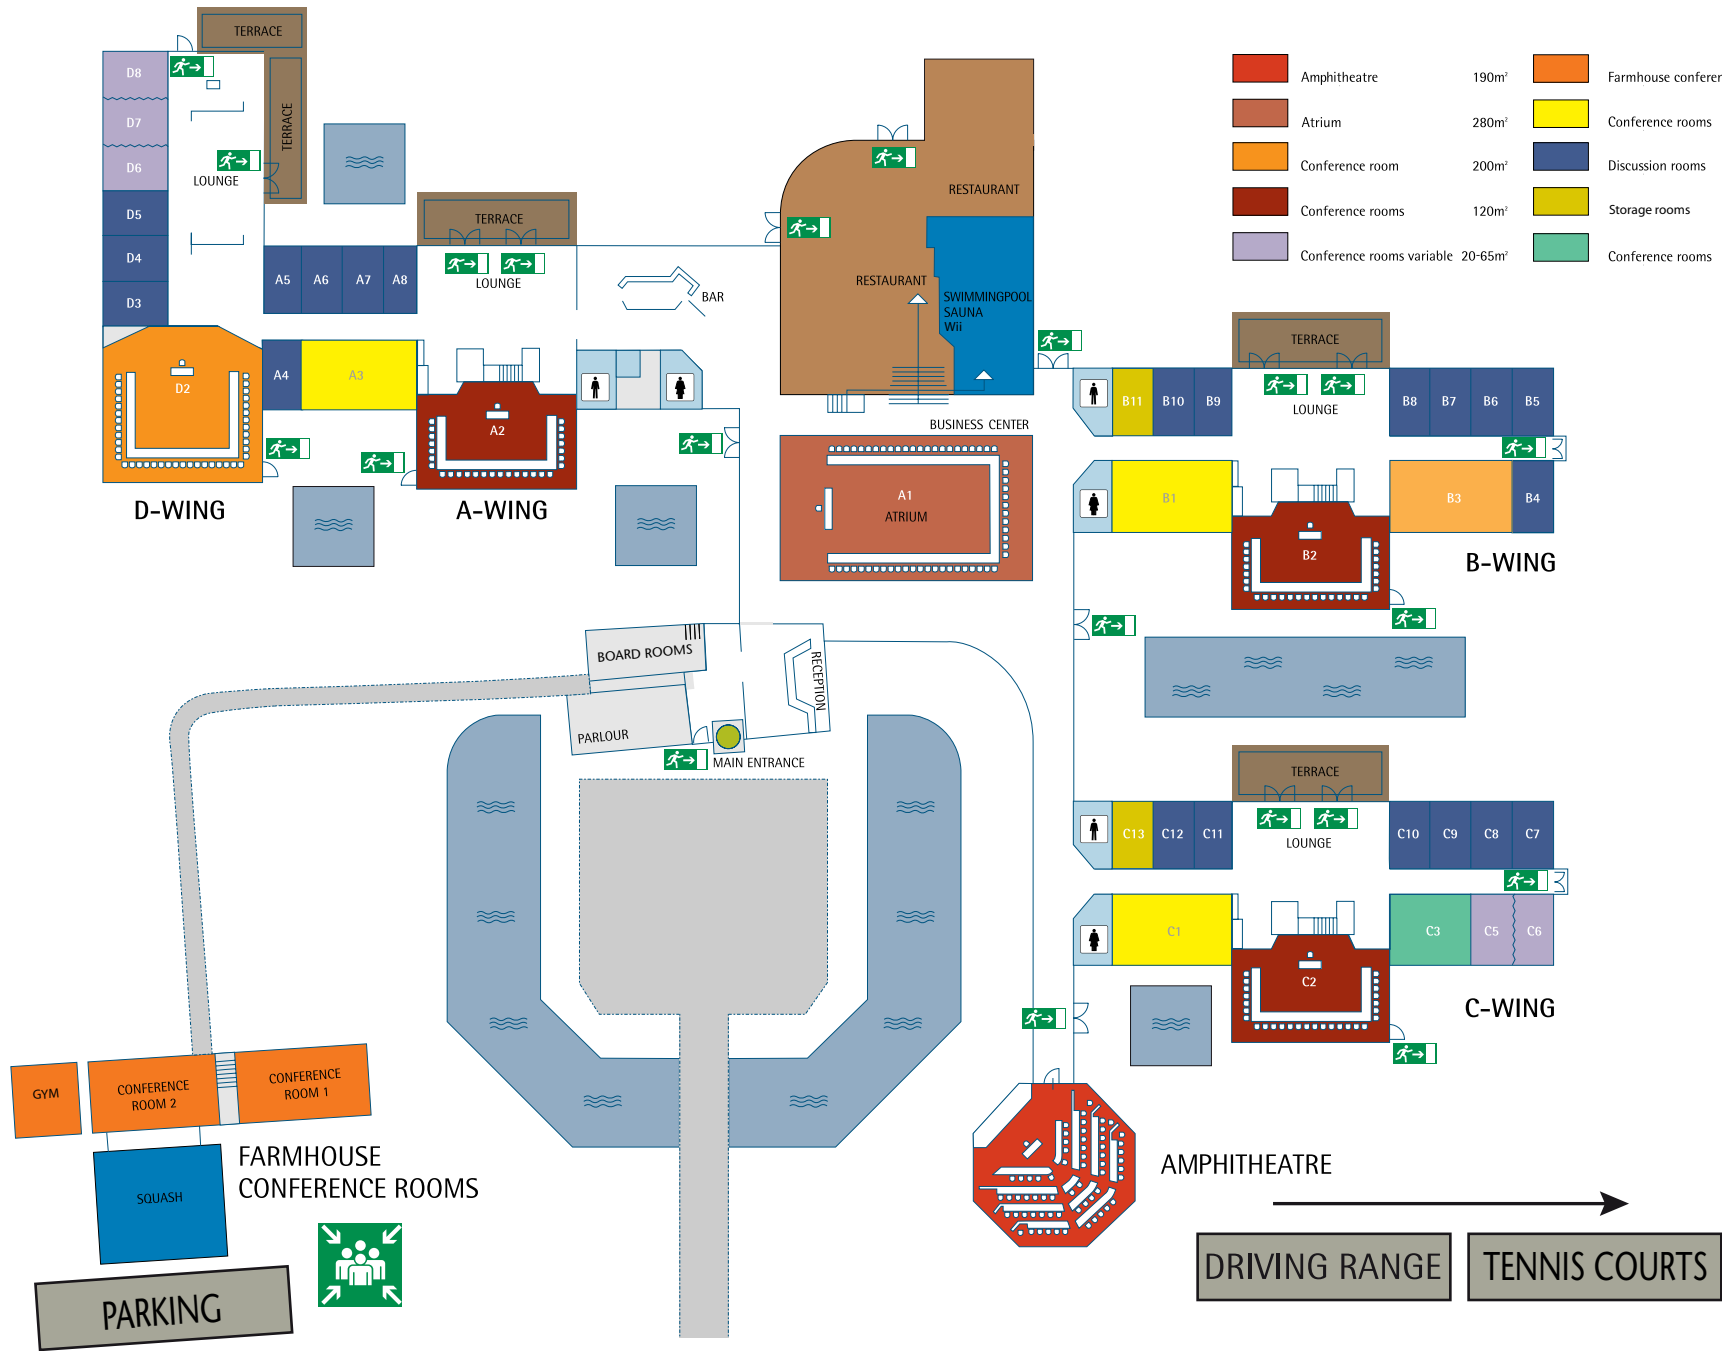 TERRACE
TERRACE
D8
D7
D6
D5
D4
D3
LOUNGE
TERRACE
A5
A6
A7
A8
LOUNGE
BAR
D2
A4
A3
A2
D-WING
A-WING
RESTAURANT
RESTAURANT
SWIMMINGPOOL
SAUNA
Wii
BUSINESS CENTER
A1
ATRIUM
Amphitheatre 190m²
Atrium 280m²
Conference room 200m²
Conference rooms 120m²
Conference rooms variable 20-65m²
Farmhouse conferer
Conference rooms
Discussion rooms
Storage rooms
Conference rooms
TERRACE
B11
B10
B9
LOUNGE
B8
B7
B6
B5
B1
B2
B3
B4
B-WING
BOARD ROOMS
RECEPTION
PARLOUR
MAIN ENTRANCE
TERRACE
C13
C12
C11
LOUNGE
C10
C9
C8
C7
C1
C2
C3
C5
C6
C-WING
GYM
CONFERENCE
ROOM 2
CONFERENCE
ROOM 1
SQUASH
FARMHOUSE
CONFERENCE ROOMS
PARKING
AMPHITHEATRE
DRIVING RANGE
TENNIS COURTS